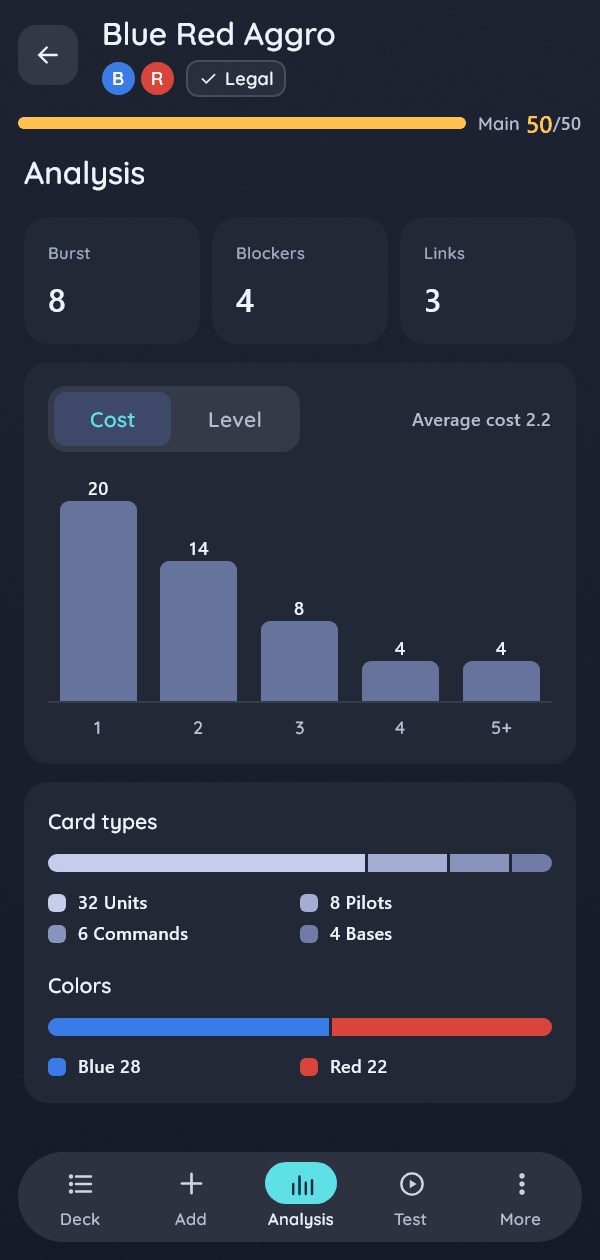 Blue Red Aggro
B R Legal
Main 50/50
Analysis
Burst Blockers Links
8 4 3
Cost Level Average cost 2.2
20
14
8
4 4
1 2 3 4 5+
Card types
32 Units 8 Pilots
6 Commands 4 Bases
Colors
Blue 28 Red 22
Deck Add Analysis Test More